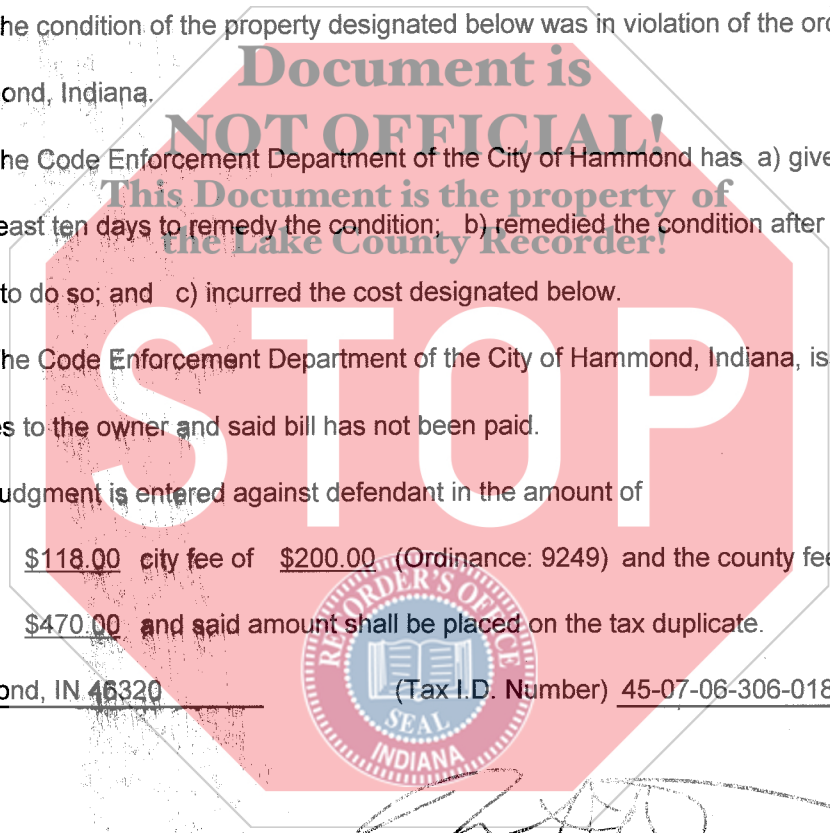 he condition of the property designated below was in violation of the ord
Document is
ond, Indiana.
NOT OFFICIAL!
he Code Enforcement Department of the City of Hammond has a) give
This Document is the property of
east ten days to remedy the condition; b) remedied the condition after
the Lake County Recorder!
to do so; and c) incurred the cost designated below.
STOP
he Code Enforcement Department of the City of Hammond, Indiana, is
s to the owner and said bill has not been paid.
udgment is entered against defendant in the amount of
$118.00 city fee of $200.00 (Ordinance: 9249) and the county fee
$470.00 and said amount shall be placed on the tax duplicate.
ond, IN 46320 (Tax I.D. Number) 45-07-06-306-018
RECORDER'S OFFICE
SEAL
INDIANA